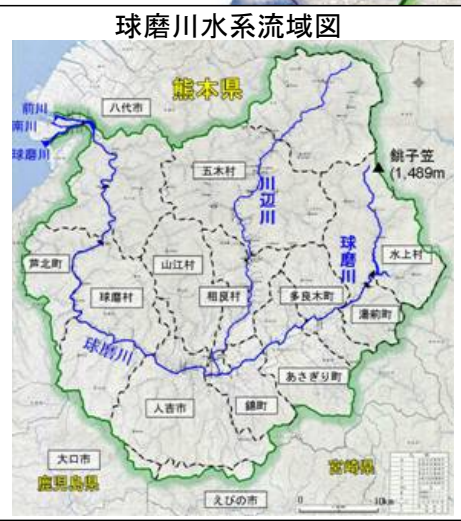 球磨川水系流域図
前川
南川
球磨川
八代市
熊本県
五木村
川辺川
銚子笠
(1,489m
球磨川
水上村
芦北町
山江村
球磨村
相良村
多良木町
湯前町
球磨川
あさぎり町
人吉市
錦町
大口市
鹿児島県
宮崎県
えびの市
0
10km